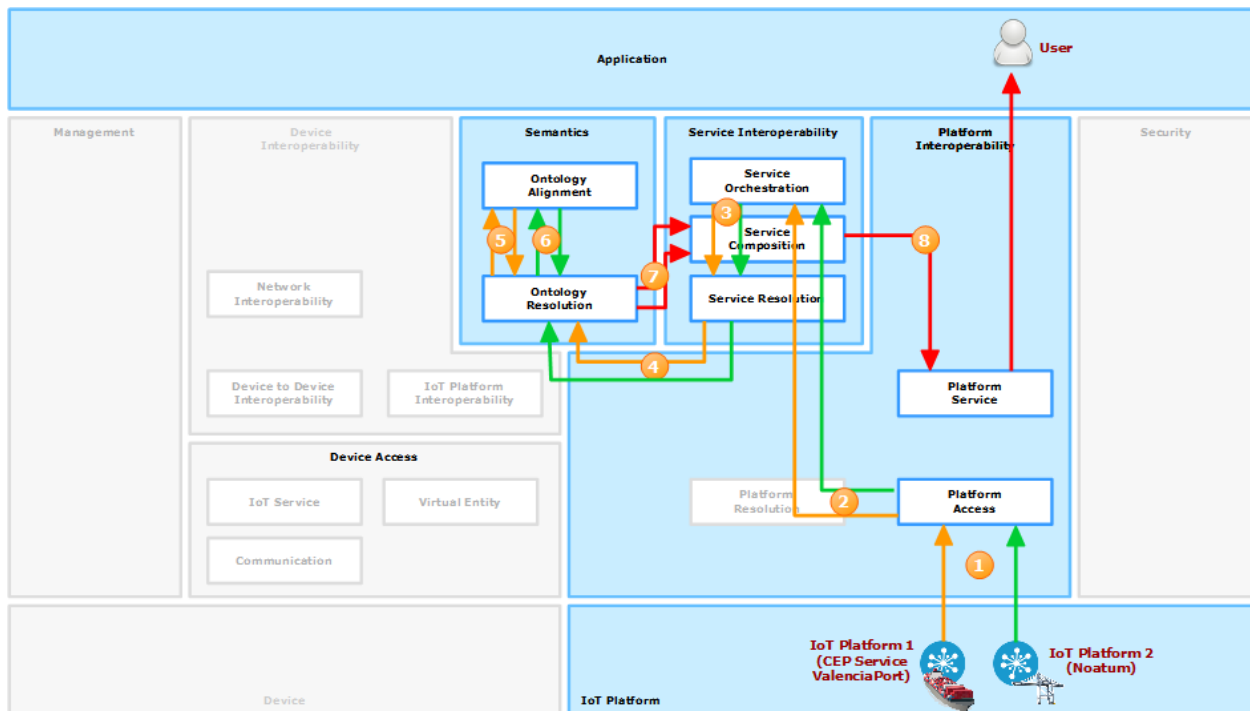 User
Application
Management
Device
Interoperability
Semantics
Service Interoperability
Platform
Interoperability
Security
Ontology
Alignment
Service
Orchestration
3
5
6
Service
Composition
8
7
Network
Interoperability
Ontology
Resolution
Service Resolution
4
Device to Device
Interoperability
IoT Platform
Interoperability
Platform
Service
Device Access
IoT Service
Virtual Entity
Platform
Resolution
2
Platform
Access
Communication
1
IoT Platform 1
(CEP Service
ValenciaPort)
IoT Platform 2
(Noatum)
Device
IoT Platform